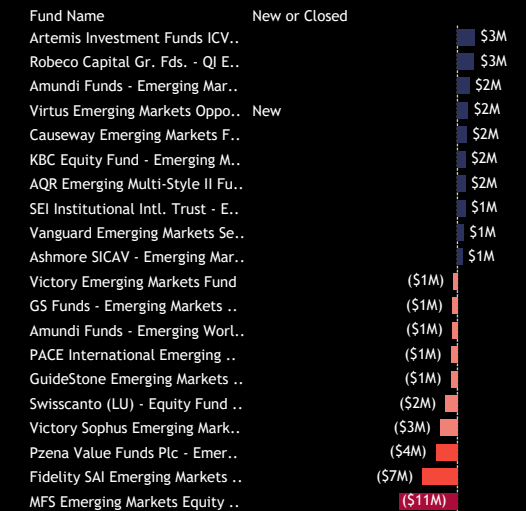 Fund Name New or Closed
Artemis Investment Funds ICV.. $3M
Robeco Capital Gr. Fds. - QI E.. $3M
Amundi Funds - Emerging Mar.. $2M
Virtus Emerging Markets Oppo.. New $2M
Causeway Emerging Markets F.. $2M
KBC Equity Fund - Emerging M.. $2M
AQR Emerging Multi-Style II Fu.. $2M
SEI Institutional Intl. Trust - E.. $1M
Vanguard Emerging Markets Se.. $1M
Ashmore SICAV - Emerging Mar.. $1M
Victory Emerging Markets Fund ($1M)
GS Funds - Emerging Markets .. ($1M)
Amundi Funds - Emerging Worl.. ($1M)
PACE International Emerging .. ($1M)
GuideStone Emerging Markets .. ($1M)
Swisscanto (LU) - Equity Fund .. ($2M)
Victory Sophus Emerging Mark.. ($3M)
Pzena Value Funds Plc - Emer.. ($4M)
Fidelity SAI Emerging Markets .. ($7M)
MFS Emerging Markets Equity .. ($11M)